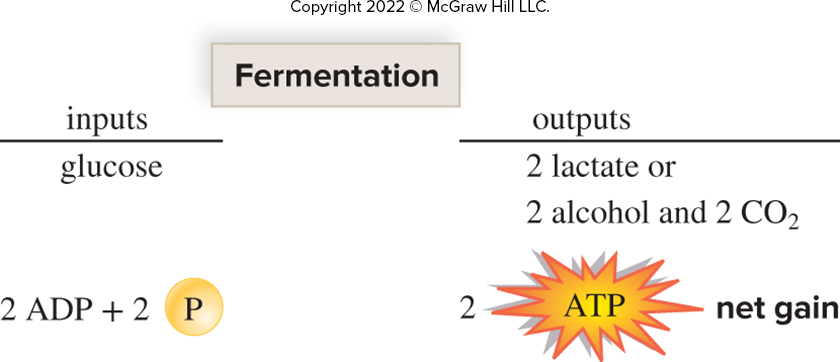 Copyright 2022 © McGraw Hill LLC.
Fermentation
inputs
outputs
glucose
2 lactate or
2 alcohol and 2 CO₂
2 ADP + 2 P
2 ATP net gain